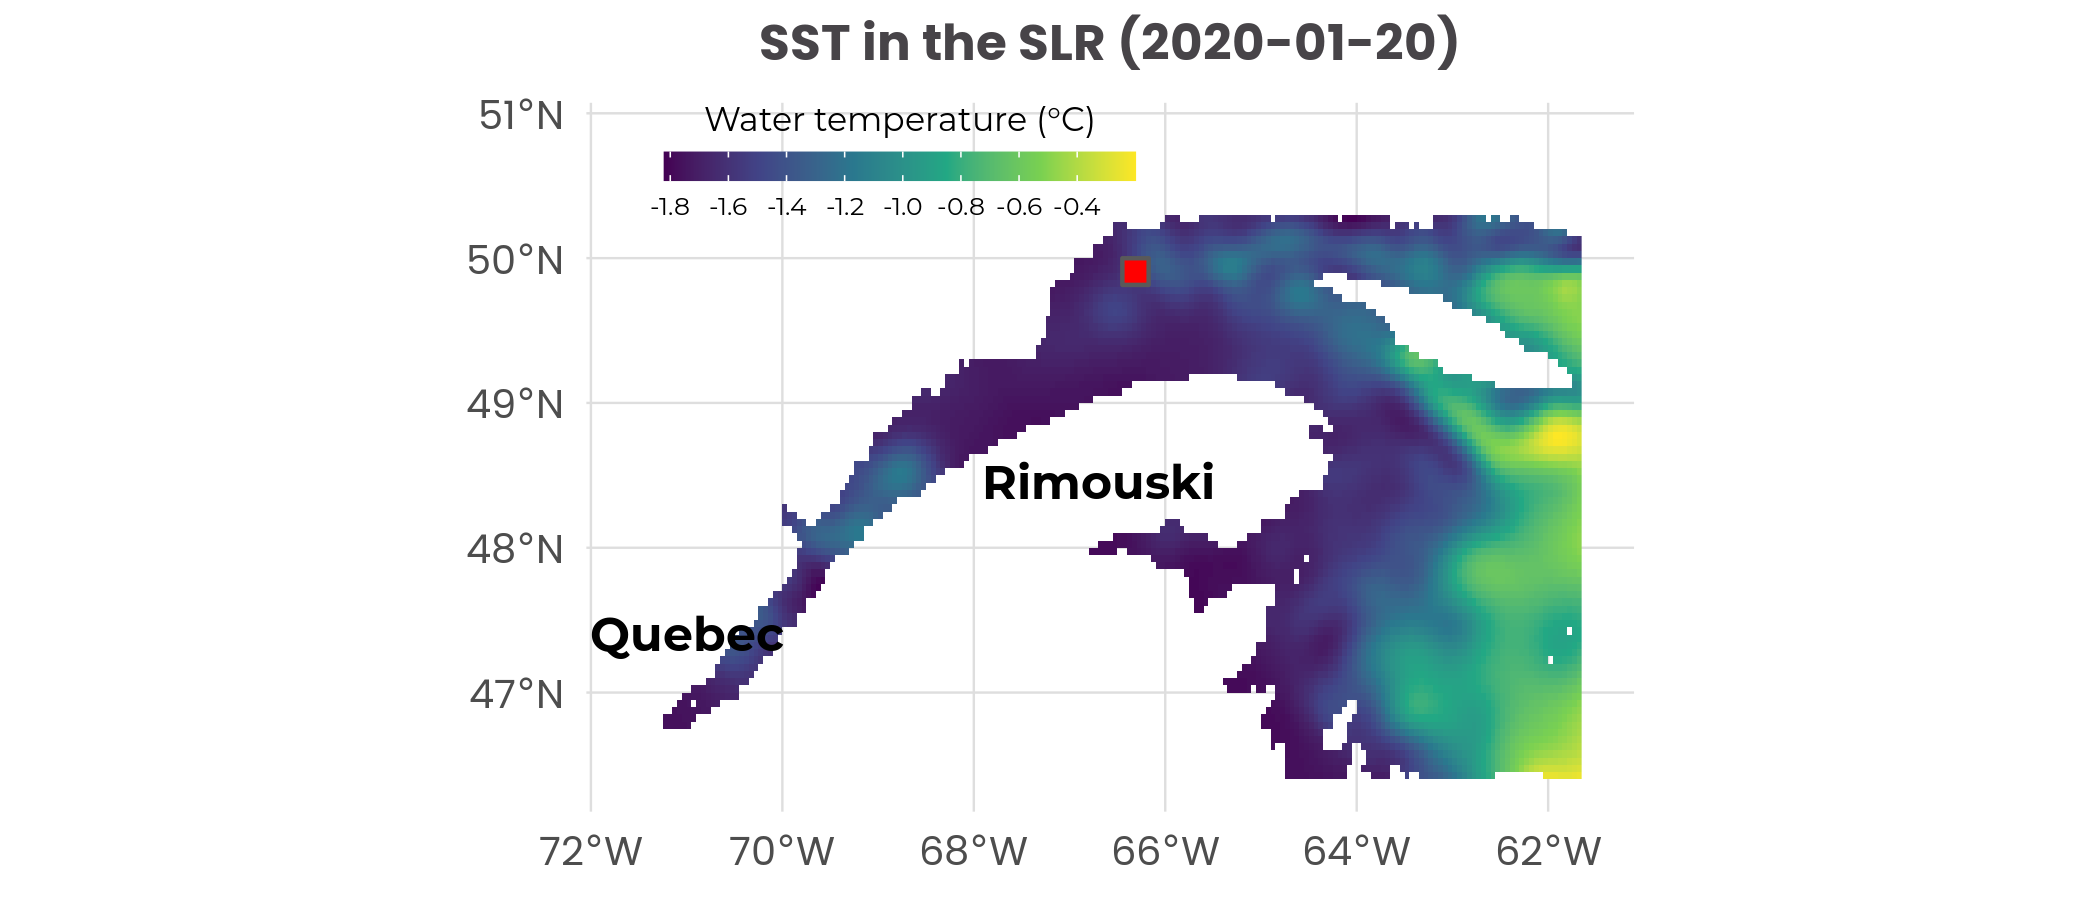 SST in the SLR (2020-01-20)
51°N
Water temperature (°C)
-1.8 -1.6 -1.4 -1.2 -1.0 -0.8 -0.6 -0.4
50°N
49°N
Rimouski
48°N
Quebec
47°N
72°W 70°W 68°W 66°W 64°W 62°W